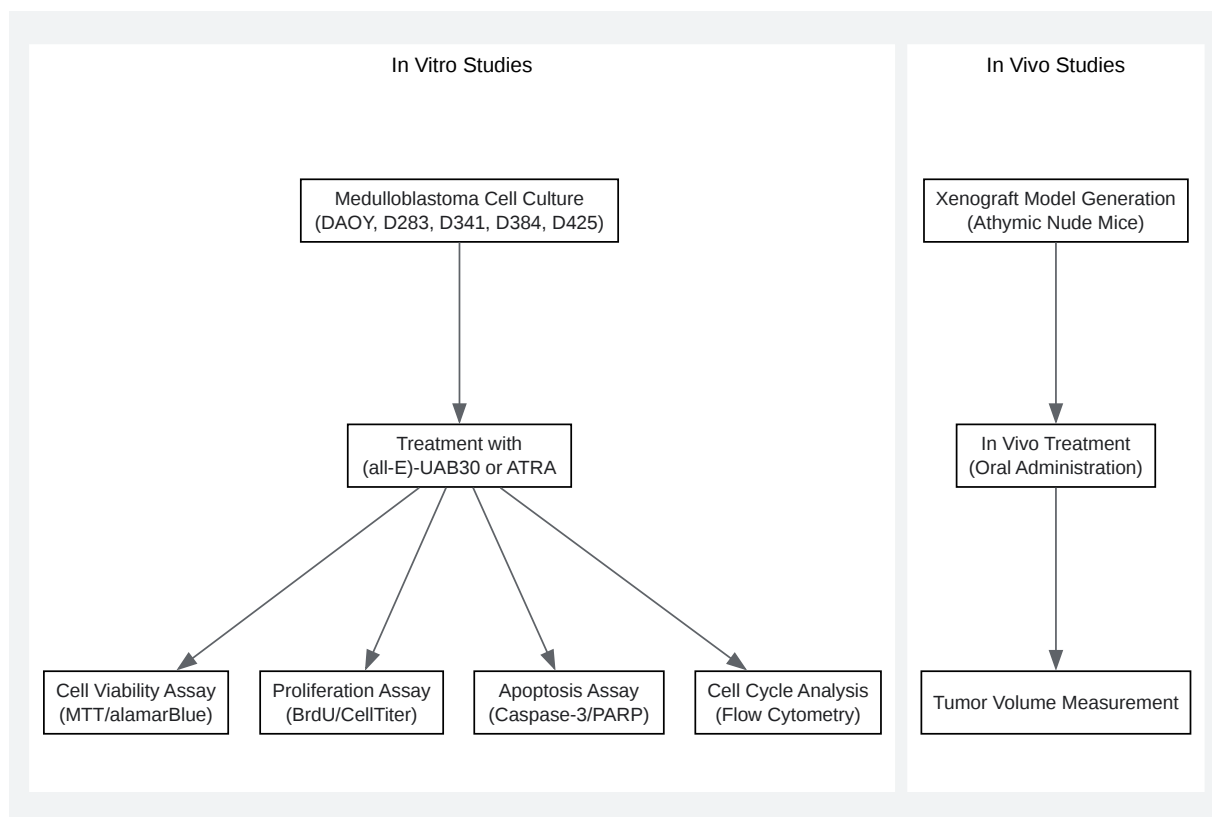 In Vitro Studies
Medulloblastoma Cell Culture
(DAOY, D283, D341, D384, D425)
Treatment with
(all-E)-UAB30 or ATRA
Cell Viability Assay
(MTT/alamarBlue)
Proliferation Assay
(BrdU/CellTiter)
Apoptosis Assay
(Caspase-3/PARP)
Cell Cycle Analysis
(Flow Cytometry)
In Vivo Studies
Xenograft Model Generation
(Athymic Nude Mice)
In Vivo Treatment
(Oral Administration)
Tumor Volume Measurement